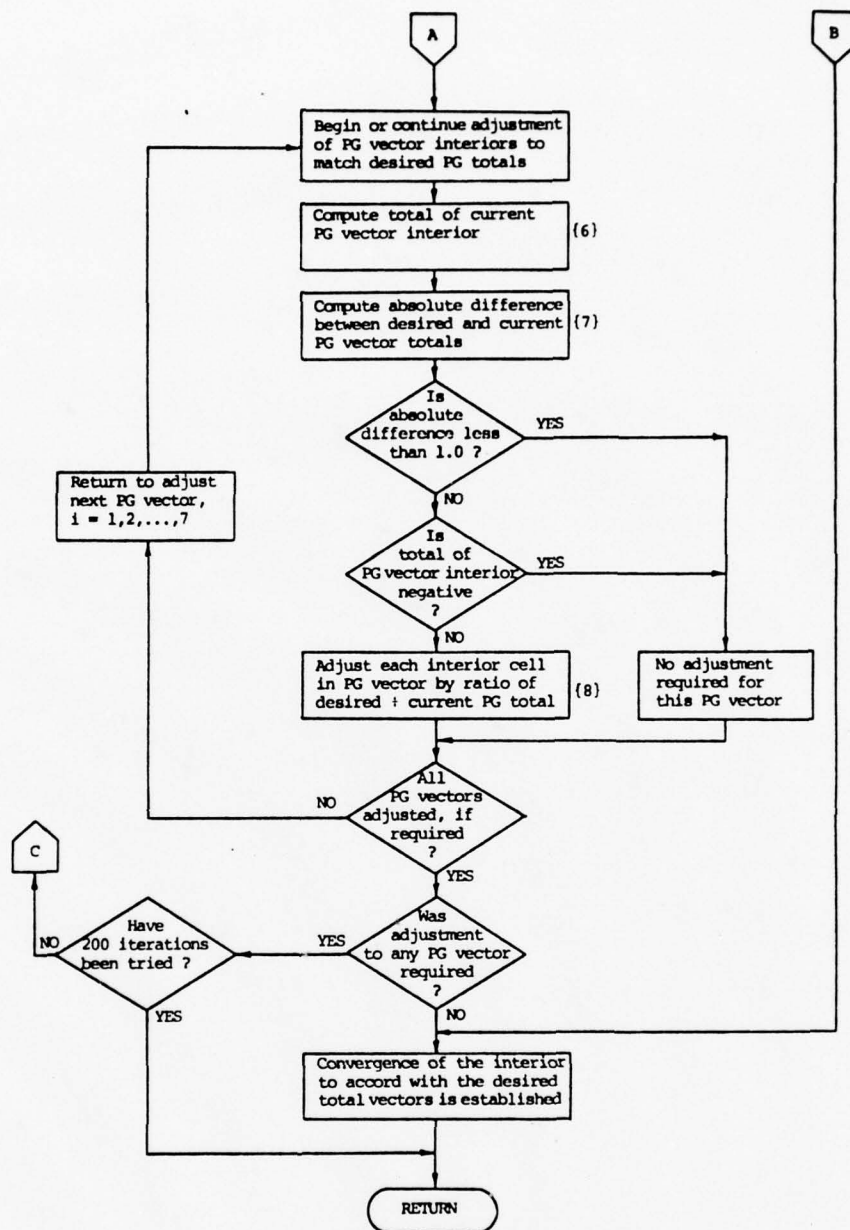 A
B
Begin or continue adjustment
of PG vector interiors to
match desired PG totals
Compute total of current
PG vector interior
{6}
Compute absolute difference
between desired and current
PG vector totals
{7}
Is
absolute
difference less
than 1.0 ?
YES
NO
Return to adjust
next PG vector,
i = 1,2,...,7
Is
total of
PG vector interior
negative
?
YES
NO
Adjust each interior cell
in PG vector by ratio of
desired ÷ current PG total
{8}
No adjustment
required for
this PG vector
All
PG vectors
adjusted, if
required
?
NO
YES
C
Have
200 iterations
been tried ?
NO
YES
Was
adjustment
to any PG vector
required
?
YES
NO
Convergence of the interior
to accord with the desired
total vectors is established
RETURN